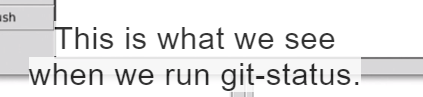 ush
This is what we see
when we run git-status.